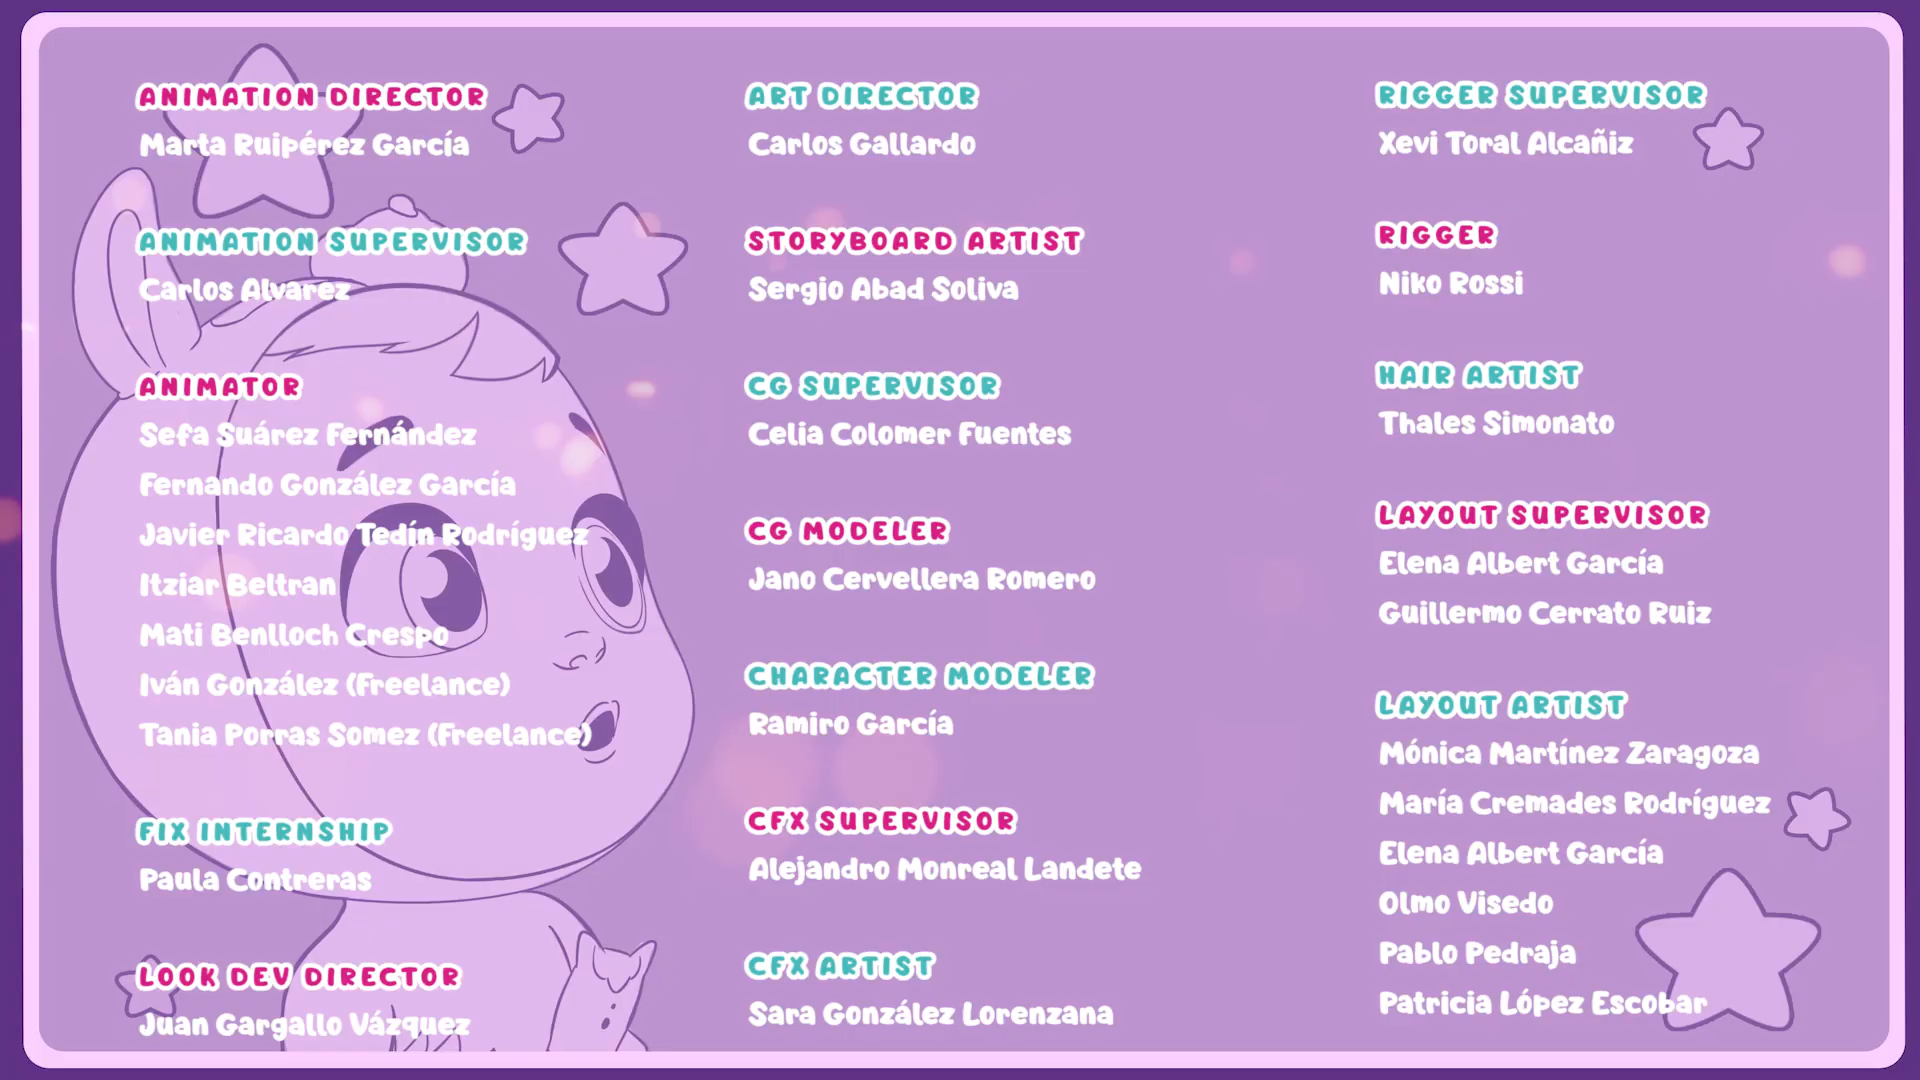 ANIMATION DIRECTOR
Marta Ruipérez García
ANIMATION SUPERVISOR
Carlos Alvarez
ANIMATOR
Sefa Suárez Fernández
Fernando González García
Javier Ricardo Tedín Rodríguez
Itziar Beltran
Mati Benlloch Crespo
Iván González (Freelance)
Tania Porras Somez (Freelance)
FIX INTERNSHIP
Paula Contreras
LOOK DEV DIRECTOR
Juan Gargallo Vázquez
ART DIRECTOR
Carlos Gallardo
STORYBOARD ARTIST
Sergio Abad Soliva
CG SUPERVISOR
Celia Colomer Fuentes
CG MODELER
Jano Cervellera Romero
CHARACTER MODELER
Ramiro García
CFX SUPERVISOR
Alejandro Monreal Landete
CFX ARTIST
Sara González Lorenzana
RIGGER SUPERVISOR
Xevi Toral Alcañiz
RIGGER
Niko Rossi
HAIR ARTIST
Thales Simonato
LAYOUT SUPERVISOR
Elena Albert García
Guillermo Cerrato Ruiz
LAYOUT ARTIST
Mónica Martínez Zaragoza
María Cremades Rodríguez
Elena Albert García
Olmo Visedo
Pablo Pedraja
Patricia López Escobar